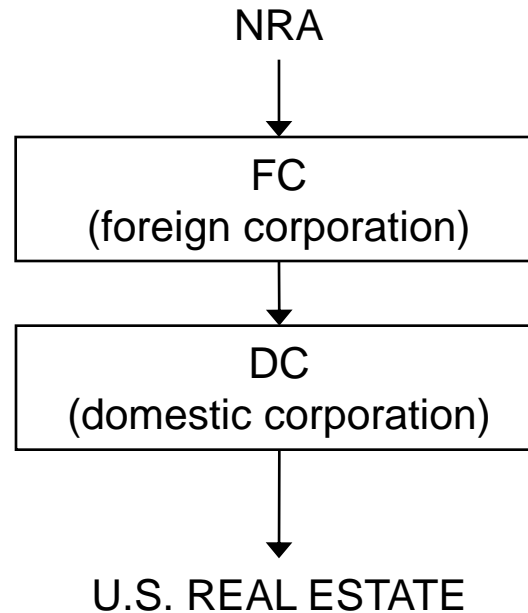 NRA
FC
(foreign corporation)
DC
(domestic corporation)
U.S. REAL ESTATE